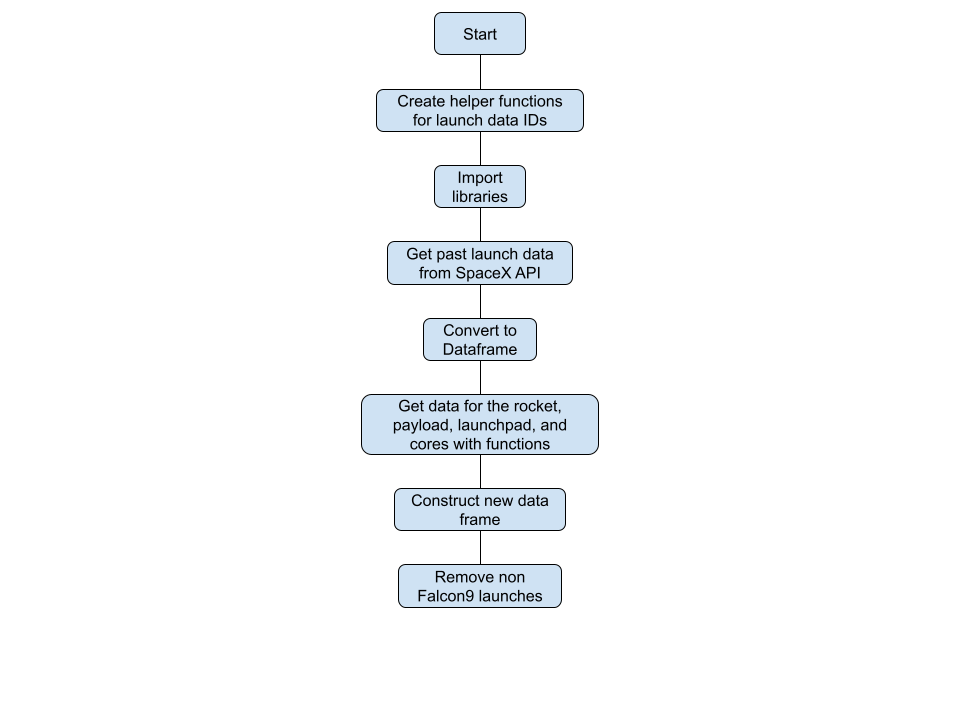 Start
Create helper functions
for launch data IDs
Import
libraries
Get past launch data
from SpaceX API
Convert to
Dataframe
Get data for the rocket,
payload, launchpad, and
cores with functions
Construct new data
frame
Remove non
Falcon9 launches